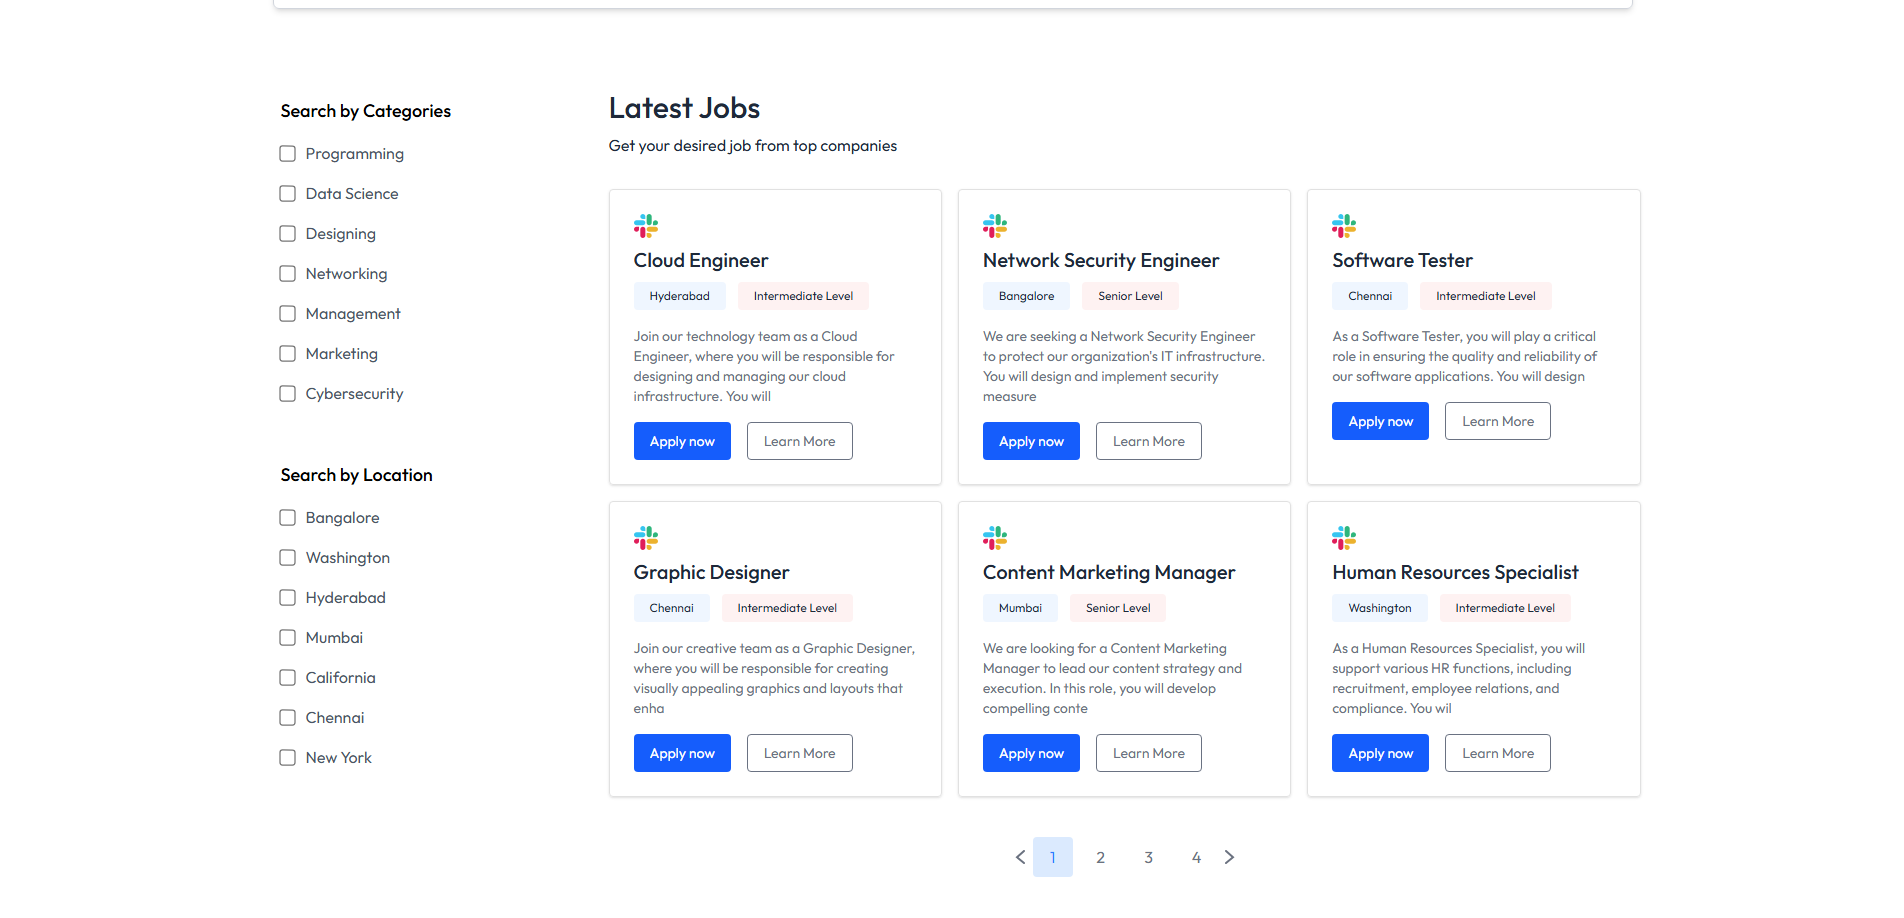 Search by Categories
Programming
Data Science
Designing
Networking
Management
Marketing
Cybersecurity
Search by Location
Bangalore
Washington
Hyderabad
Mumbai
California
Chennai
New York
Latest Jobs
Get your desired job from top companies
Cloud Engineer
Hyderabad Intermediate Level
Join our technology team as a Cloud
Engineer, where you will be responsible for
designing and managing our cloud
infrastructure. You will
Apply now Learn More
Network Security Engineer
Bangalore Senior Level
We are seeking a Network Security Engineer
to protect our organization's IT infrastructure.
You will design and implement security
measure
Apply now Learn More
Software Tester
Chennai Intermediate Level
As a Software Tester, you will play a critical
role in ensuring the quality and reliability of
our software applications. You will design
Apply now Learn More
Graphic Designer
Chennai Intermediate Level
Join our creative team as a Graphic Designer,
where you will be responsible for creating
visually appealing graphics and layouts that
enha
Apply now Learn More
Content Marketing Manager
Mumbai Senior Level
We are looking for a Content Marketing
Manager to lead our content strategy and
execution. In this role, you will develop
compelling conte
Apply now Learn More
Human Resources Specialist
Washington Intermediate Level
As a Human Resources Specialist, you will
support various HR functions, including
recruitment, employee relations, and
compliance. You wil
Apply now Learn More
1 2 3 4